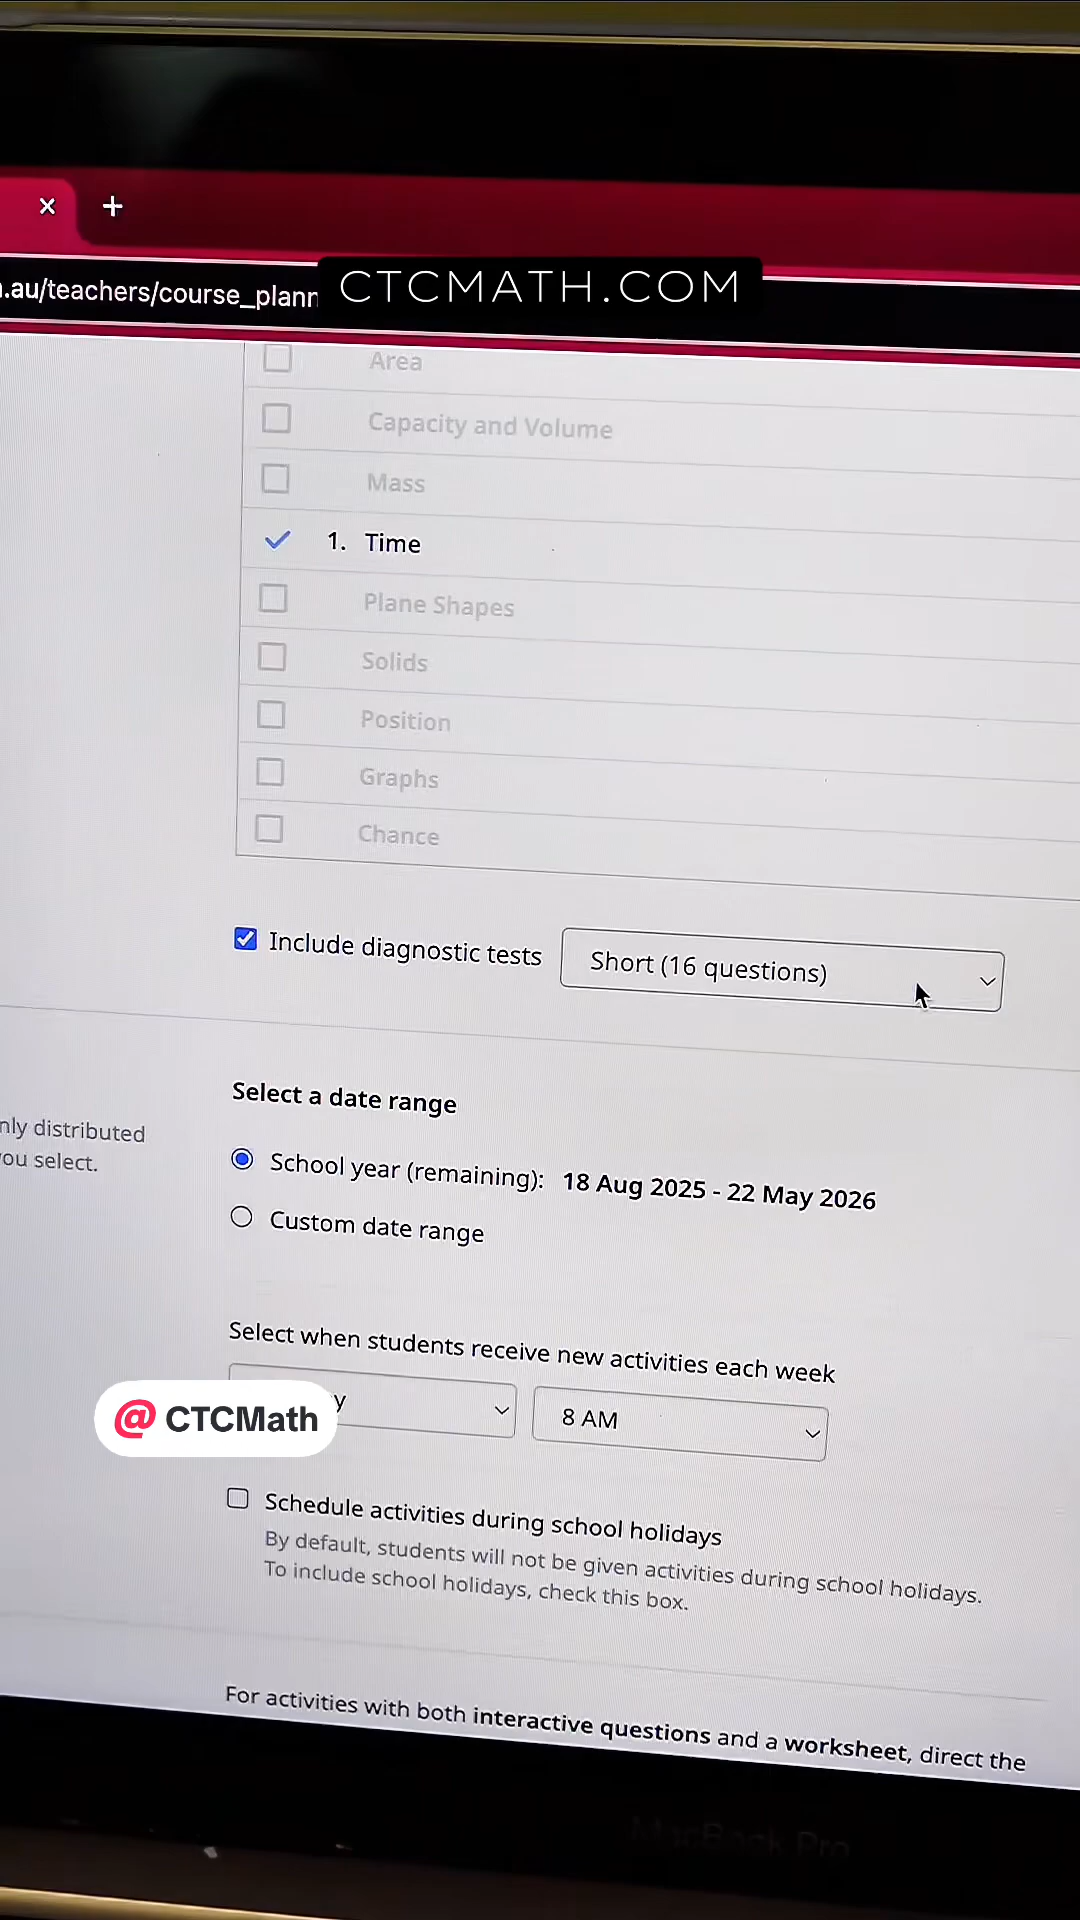 × +
.au/teachers/course_plann
CTCMATH.COM
Area
Capacity and Volume
Mass
1. Time
Plane Shapes
Solids
Position
Graphs
Chance
Include diagnostic tests
Short (16 questions)
Select a date range
nly distributed
ou select.
School year (remaining): 18 Aug 2025 - 22 May 2026
Custom date range
Select when students receive new activities each week
y
8 AM
@ CTCMath
Schedule activities during school holidays
By default, students will not be given activities during school holidays.
To include school holidays, check this box.
For activities with both interactive questions and a worksheet, direct the
MacBook Pro